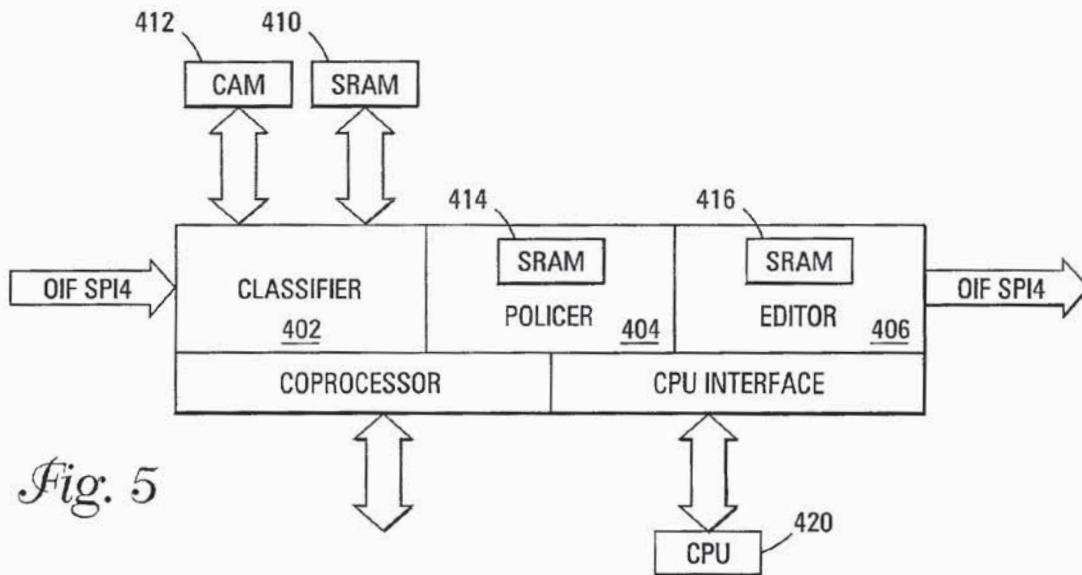 412
410
CAM
SRAM
414
416
SRAM
SRAM
OIF SPI4
CLASSIFIER
POLICER
EDITOR
OIF SPI4
402
404
406
COPROCESSOR
CPU INTERFACE
Fig. 5
420
CPU